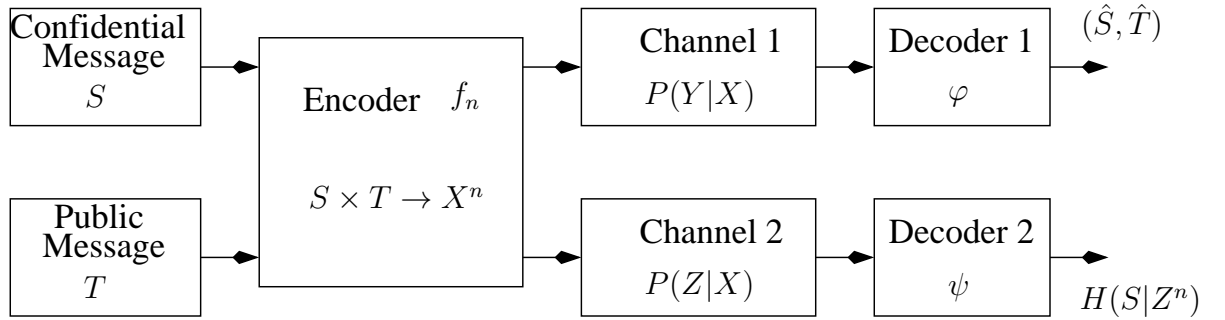 Confidential
Message
S
Encoder f_n
S × T → X^n
Channel 1
P(Y|X)
Decoder 1
φ
(Ŝ, T̂)
Public
Message
T
Channel 2
P(Z|X)
Decoder 2
ψ
H(S|Z^n)